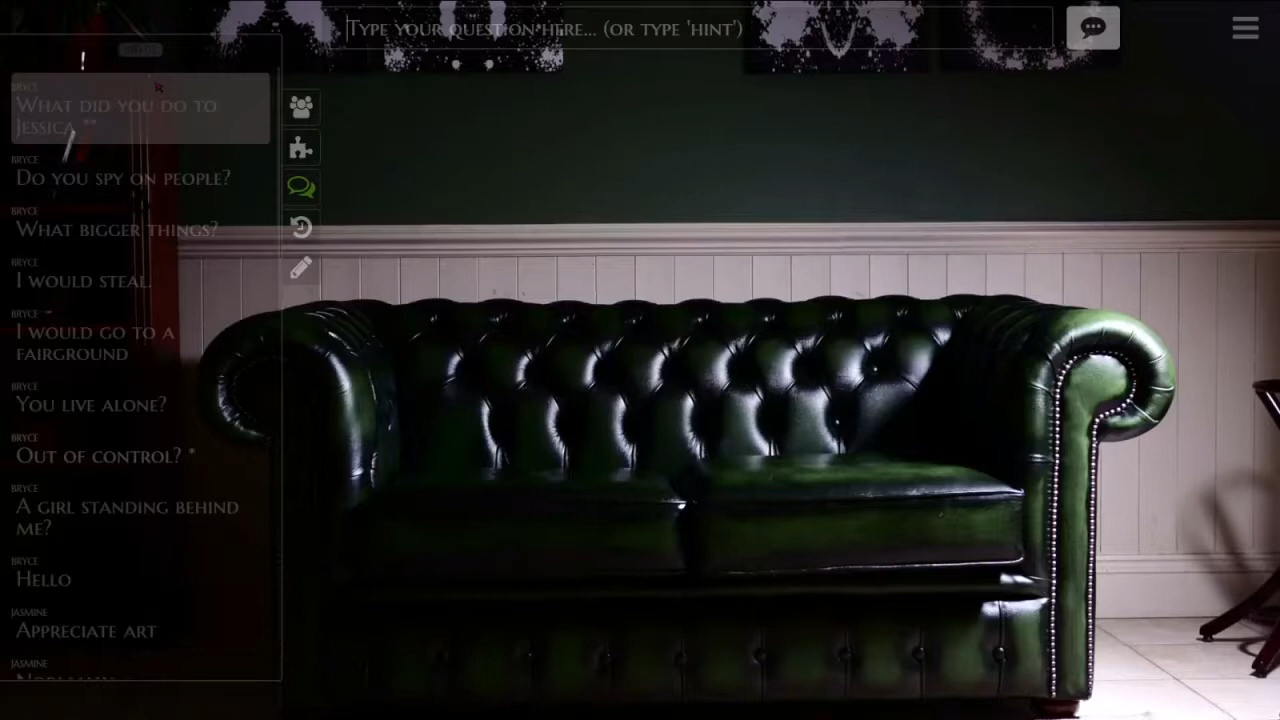 Type your question here... (or type 'hint')
Bryce
What did you do to
Jessica **
Bryce
Do you spy on people?
Bryce
What bigger things?
Bryce
I would steal.
Bryce
I would go to a
fairground
Bryce
You live alone?
Bryce
Out of control? *
Bryce
A girl standing behind
me?
Bryce
Hello
Jasmine
Appreciate art
Jasmine